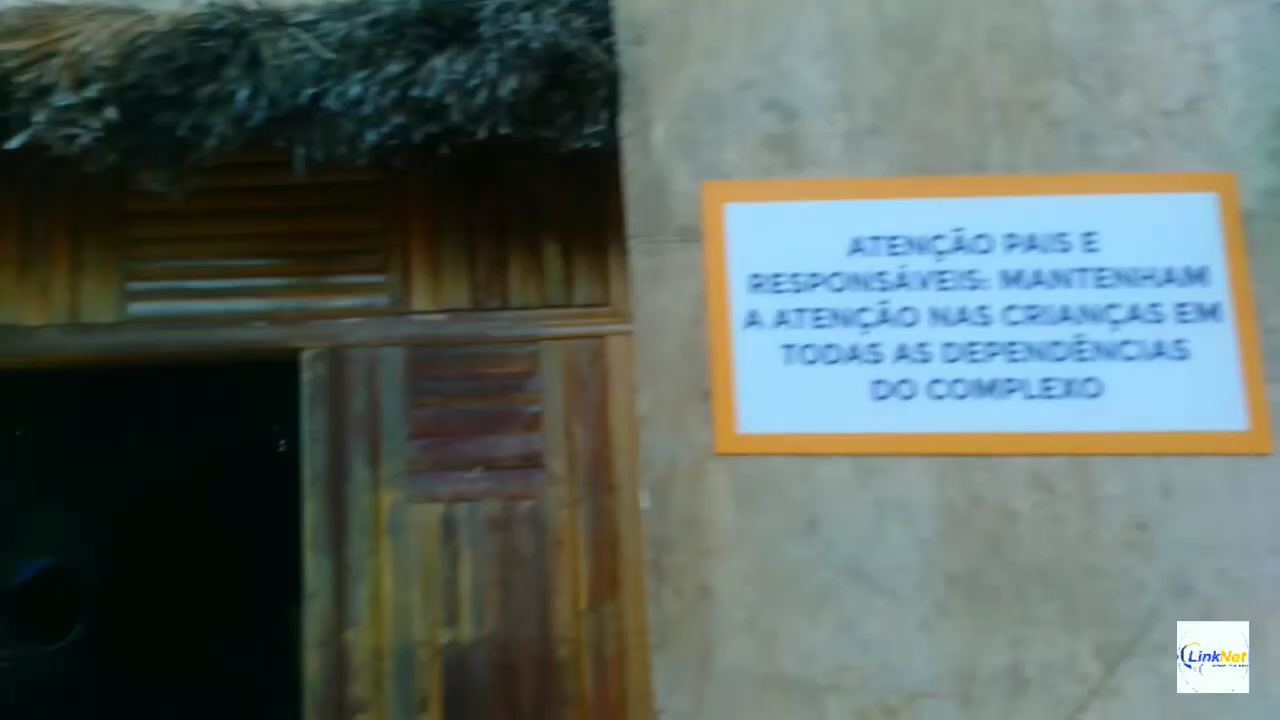 ATENÇÃO PAIS E
RESPONSÁVEIS: MANTENHAM
A ATENÇÃO NAS CRIANÇAS EM
TODAS AS DEPENDÊNCIAS
DO COMPLEXO
LinkNet